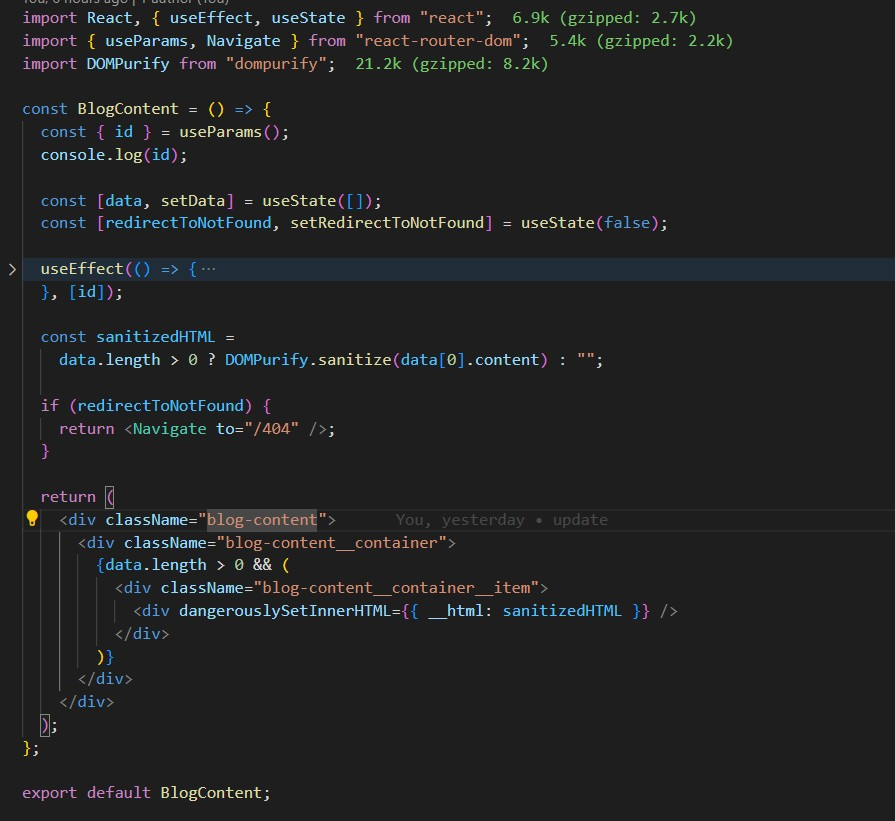 import React, { useEffect, useState } from "react";  6.9k (gzipped: 2.7k)
import { useParams, Navigate } from "react-router-dom";  5.4k (gzipped: 2.2k)
import DOMPurify from "dompurify";  21.2k (gzipped: 8.2k)
const BlogContent = () => {
const { id } = useParams();
console.log(id);
const [data, setData] = useState([]);
const [redirectToNotFound, setRedirectToNotFound] = useState(false);
useEffect(() => { ···
}, [id]);
const sanitizedHTML =
data.length > 0 ? DOMPurify.sanitize(data[0].content) : "";
if (redirectToNotFound) {
return <Navigate to="/404" />;
}
return (
<div className="blog-content">  You, yesterday • update
<div className="blog-content__container">
{data.length > 0 && (
<div className="blog-content__container__item">
<div dangerouslySetInnerHTML={{ __html: sanitizedHTML }} />
</div>
)}
</div>
</div>
);
};
export default BlogContent;